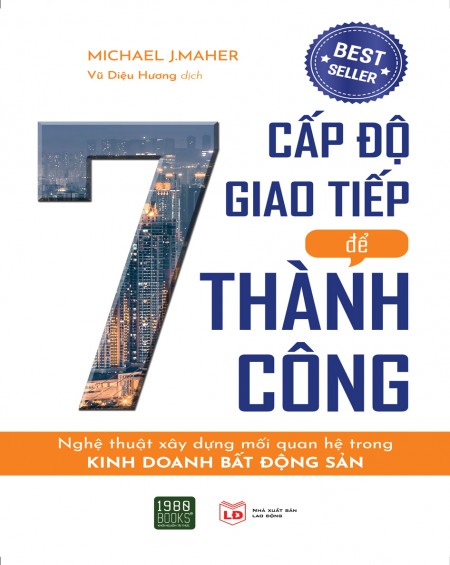 MICHAEL J.MAHER
Vũ Diệu Hương dịch
BEST
SELLER
7
CẤP ĐỘ
GIAO TIẾP
để
THÀNH
CÔNG
Nghệ thuật xây dựng mối quan hệ trong
KINH DOANH BẤT ĐỘNG SẢN
1980
BOOKS
LĐ
NHÀ XUẤT BẢN
LAO ĐỘNG